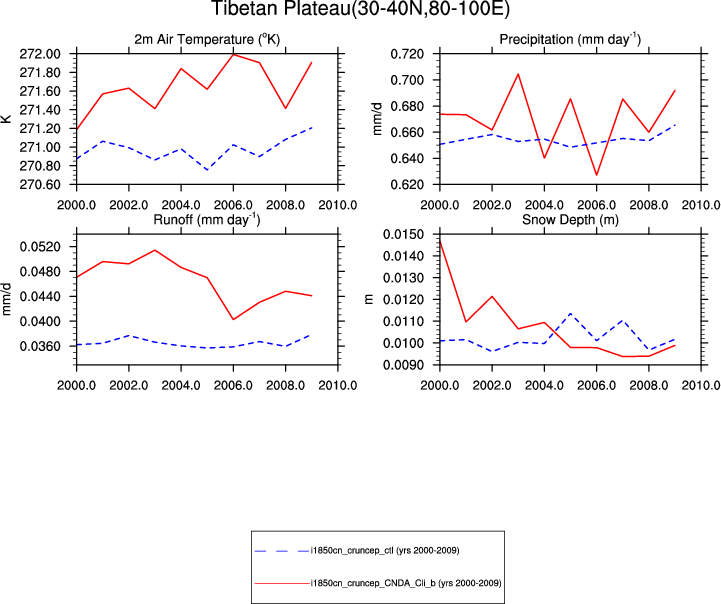 Tibetan Plateau(30-40N,80-100E)
2m Air Temperature (°K)
272.00
271.80
271.60
271.40
271.20
271.00
270.80
270.60
K
2000.0 2002.0 2004.0 2006.0 2008.0 2010.0
Precipitation (mm day⁻¹)
0.720
0.700
0.680
0.660
0.640
0.620
mm/d
2000.0 2002.0 2004.0 2006.0 2008.0 2010.0
Runoff (mm day⁻¹)
0.0520
0.0480
0.0440
0.0400
0.0360
mm/d
2000.0 2002.0 2004.0 2006.0 2008.0 2010.0
Snow Depth (m)
0.0150
0.0140
0.0130
0.0120
0.0110
0.0100
0.0090
m
2000.0 2002.0 2004.0 2006.0 2008.0 2010.0
i1850cn_cruncep_ctl (yrs 2000-2009)
i1850cn_cruncep_CNDA_Cli_b (yrs 2000-2009)